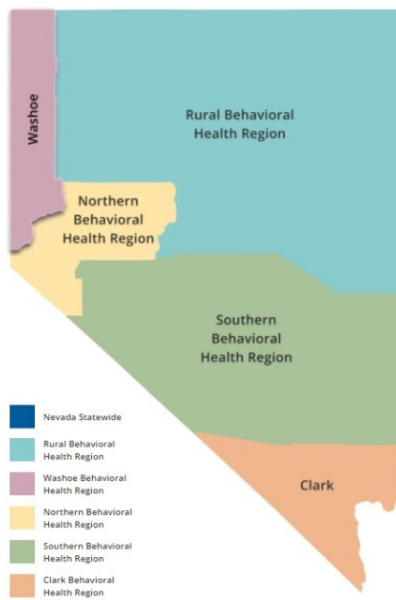 Washoe
Rural Behavioral
Health Region
Northern
Behavioral
Health Region
Southern
Behavioral
Health Region
Clark
Nevada Statewide
Rural Behavioral
Health Region
Washoe Behavioral
Health Region
Northern Behavioral
Health Region
Southern Behavioral
Health Region
Clark Behavioral
Health Region